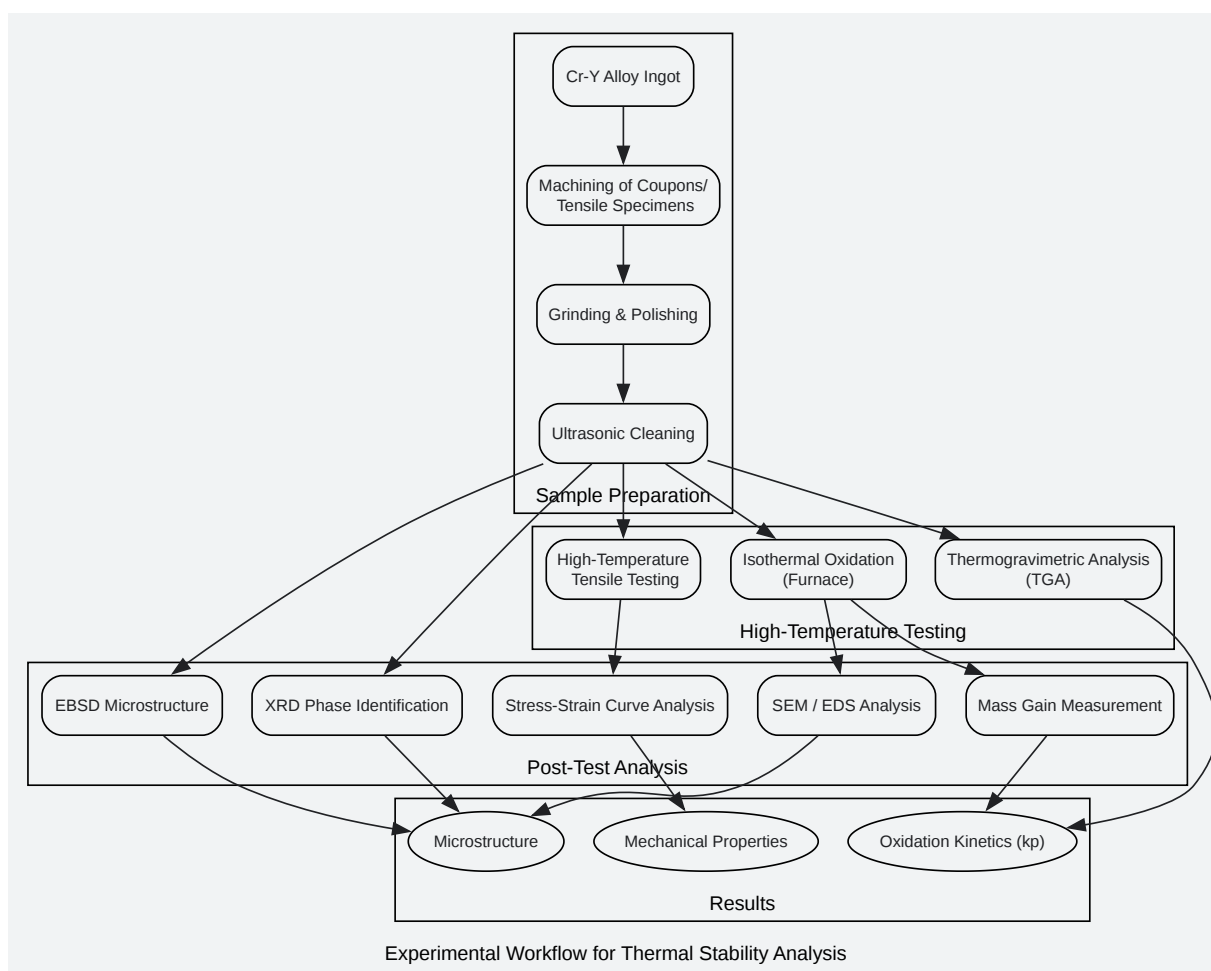 Cr-Y Alloy Ingot
Machining of Coupons/
Tensile Specimens
Grinding & Polishing
Ultrasonic Cleaning
Sample Preparation
High-Temperature
Tensile Testing
Isothermal Oxidation
(Furnace)
Thermogravimetric Analysis
(TGA)
High-Temperature Testing
EBSD Microstructure
XRD Phase Identification
Stress-Strain Curve Analysis
SEM / EDS Analysis
Mass Gain Measurement
Post-Test Analysis
Microstructure
Mechanical Properties
Oxidation Kinetics (kp)
Results
Experimental Workflow for Thermal Stability Analysis